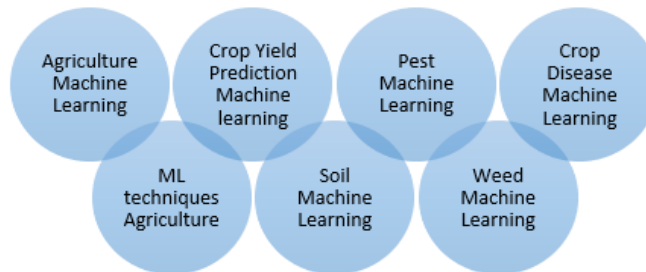 Agriculture
Machine
Learning
Crop Yield
Prediction
Machine
learning
Pest
Machine
Learning
Crop
Disease
Machine
Learning
ML
techniques
Agriculture
Soil
Machine
Learning
Weed
Machine
Learning